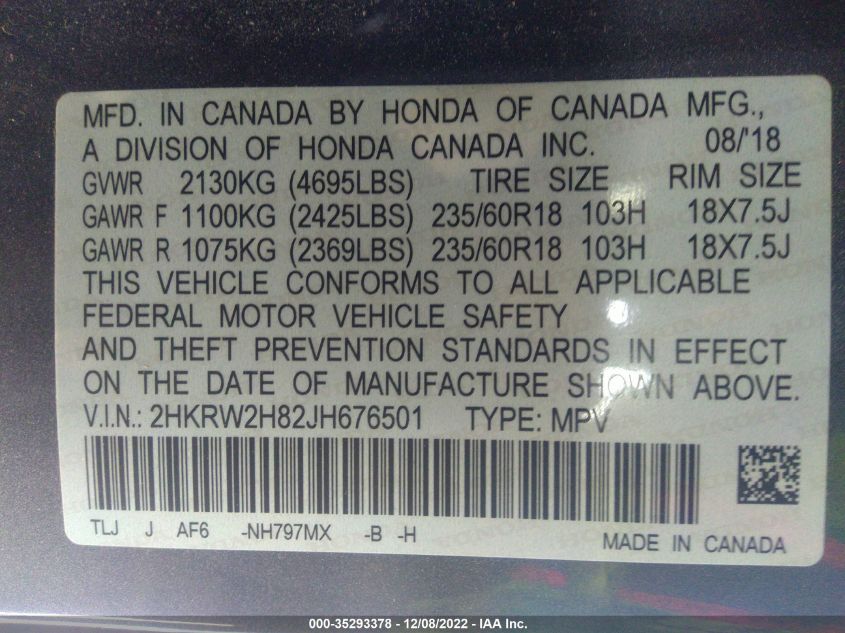 MFD. IN CANADA BY HONDA OF CANADA MFG.,
A DIVISION OF HONDA CANADA INC. 08/'18
GVWR 2130KG (4695LBS) TIRE SIZE RIM SIZE
GAWR F 1100KG (2425LBS) 235/60R18 103H 18X7.5J
GAWR R 1075KG (2369LBS) 235/60R18 103H 18X7.5J
THIS VEHICLE CONFORMS TO ALL APPLICABLE
FEDERAL MOTOR VEHICLE SAFETY
AND THEFT PREVENTION STANDARDS IN EFFECT
ON THE DATE OF MANUFACTURE SHOWN ABOVE.
V.I.N.: 2HKRW2H82JH676501 TYPE: MPV
TLJ J AF6 -NH797MX -B -H
MADE IN CANADA
000-35293378 - 12/08/2022 - IAA Inc.